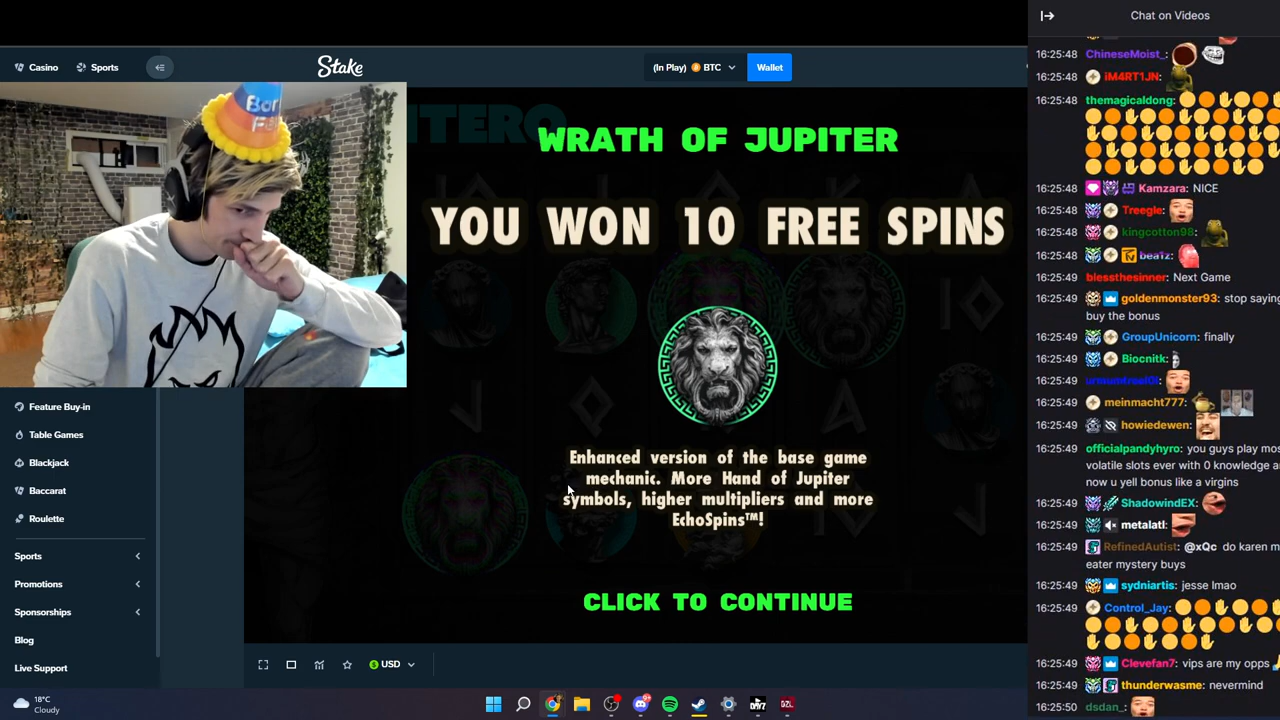 Chat on Videos
Casino
Sports
Stake
(In Play) BTC
Wallet
WRATH OF JUPITER
YOU WON 10 FREE SPINS
Enhanced version of the base game
mechanic. More Hand of Jupiter
symbols, higher multipliers and more
EchoSpins™!
CLICK TO CONTINUE
Feature Buy-in
Table Games
Blackjack
Baccarat
Roulette
Sports
Promotions
Sponsorships
Blog
Live Support
USD
18°C
Cloudy
16:25:48 ChineseMoist_:
16:25:48 iM4RT1JN:
16:25:48 themagicaldong:
16:25:48 Kamzara: NICE
16:25:48 Treegle:
16:25:48 kingcotton98:
16:25:48 bea1z:
16:25:49 blessthesinner: Next Game
16:25:49 goldenmonster93: stop saying
buy the bonus
16:25:49 GroupUnicorn: finally
16:25:49 Biocnitk:
16:25:49
16:25:49 meinmacht777:
16:25:49 howiedewen:
16:25:49 officialpandyhyro: you guys play mos
volatile slots ever with 0 knowledge a
now u yell bonus like a virgins
16:25:49 ShadowindEX:
16:25:49 metalatl:
16:25:49 RefinedAutist: @xQc do karen m
eater mystery buys
16:25:49 sydniartis: jesse lmao
16:25:49 Control_Jay:
16:25:49 Clevefan7: vips are my opps
16:25:49 thunderwasme: nevermind
16:25:50 dsdan_: